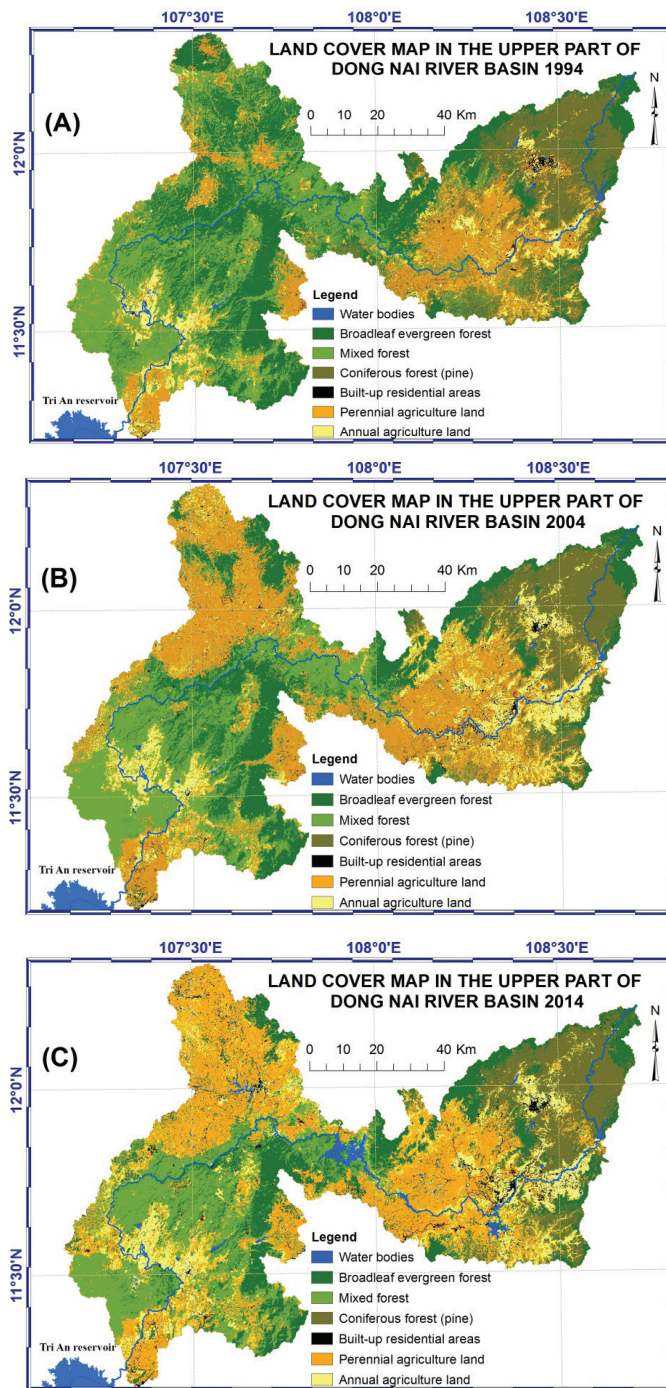 107°30'E 108°0'E 108°30'E
LAND COVER MAP IN THE UPPER PART OF
DONG NAI RIVER BASIN 1994
(A)
N
0 10 20 40 Km
12°0'N
11°30'N
Legend
Water bodies
Broadleaf evergreen forest
Mixed forest
Coniferous forest (pine)
Built-up residential areas
Perennial agriculture land
Annual agriculture land
Tri An reservoir
107°30'E 108°0'E 108°30'E
LAND COVER MAP IN THE UPPER PART OF
DONG NAI RIVER BASIN 2004
(B)
N
0 10 20 40 Km
12°0'N
11°30'N
Legend
Water bodies
Broadleaf evergreen forest
Mixed forest
Coniferous forest (pine)
Built-up residential areas
Perennial agriculture land
Annual agriculture land
Tri An reservoir
107°30'E 108°0'E 108°30'E
LAND COVER MAP IN THE UPPER PART OF
DONG NAI RIVER BASIN 2014
(C)
N
0 10 20 40 Km
12°0'N
11°30'N
Legend
Water bodies
Broadleaf evergreen forest
Mixed forest
Coniferous forest (pine)
Built-up residential areas
Perennial agriculture land
Annual agriculture land
Tri An reservoir